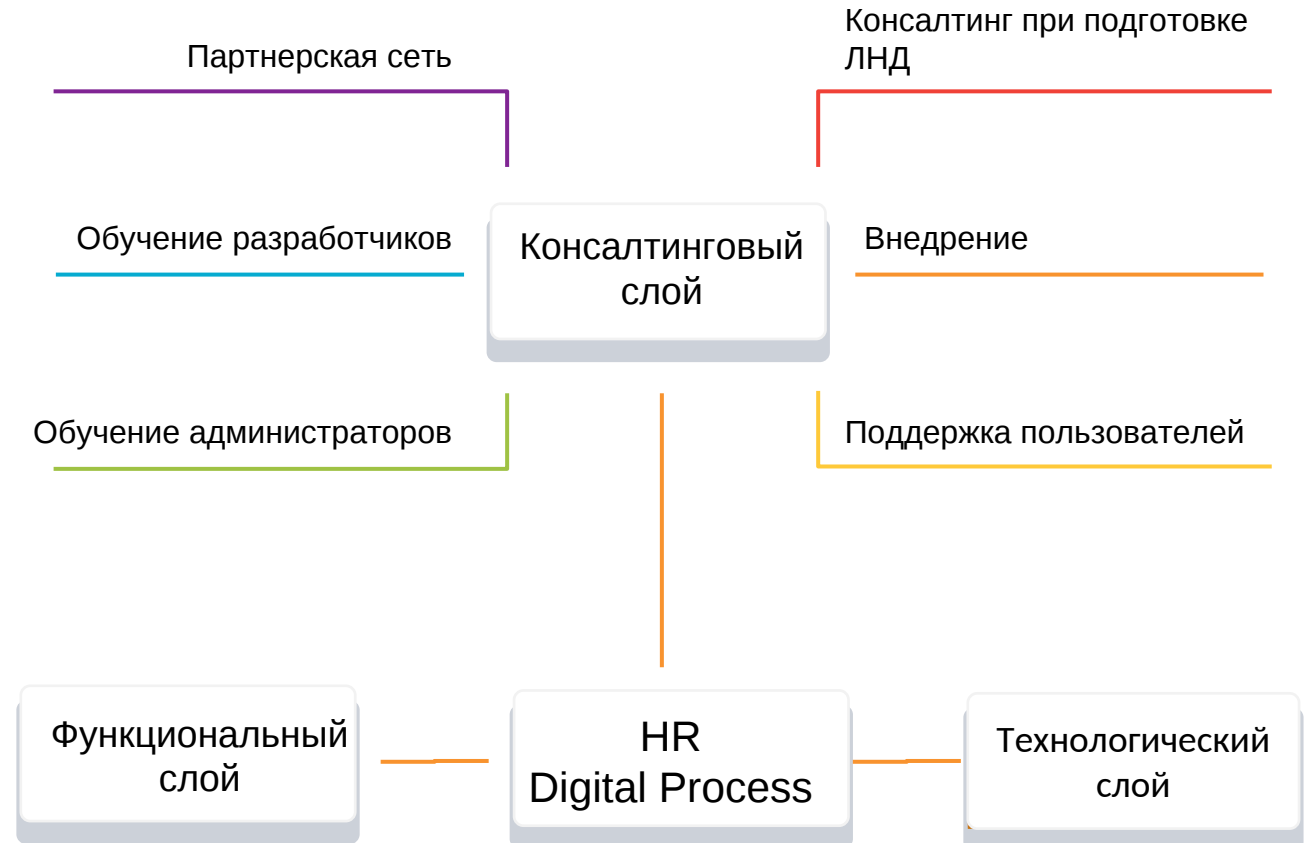 Партнерская сеть
Консалтинг при подготовке
ЛНД
Обучение разработчиков
Консалтинговый
слой
Внедрение
Обучение администраторов
Поддержка пользователей
Функциональный
слой
HR
Digital Process
Технологический
слой